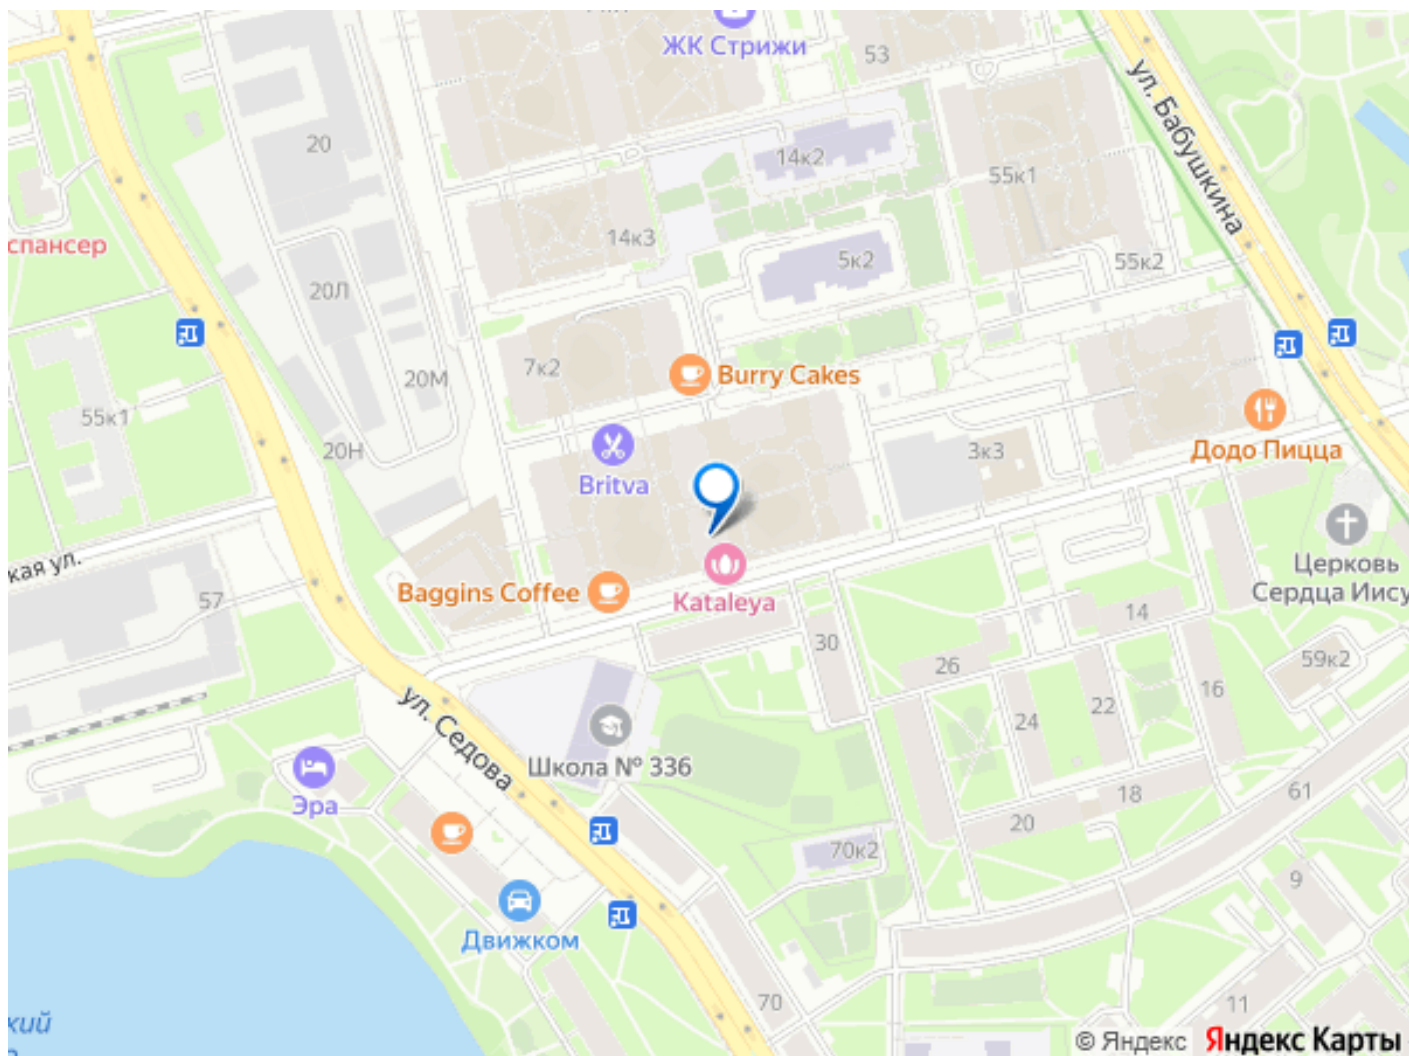 ЖК Стрижи
53
ул. Бабушкина
20
14к2
55к1
14к3
спансер
5к2
55к2
20Л
7к2
20М
Burry Cakes
55к1
20Н
Britva
3к3
Додо Пицца
кая ул.
57
Baggins Coffee
Kataleya
Церковь
Сердца Иису
14
30
26
59к2
16
22
24
ул. Седова
Школа № 336
Эра
18
61
20
70к2
9
Движком
70
11
кий
© Яндекс Яндекс Карты